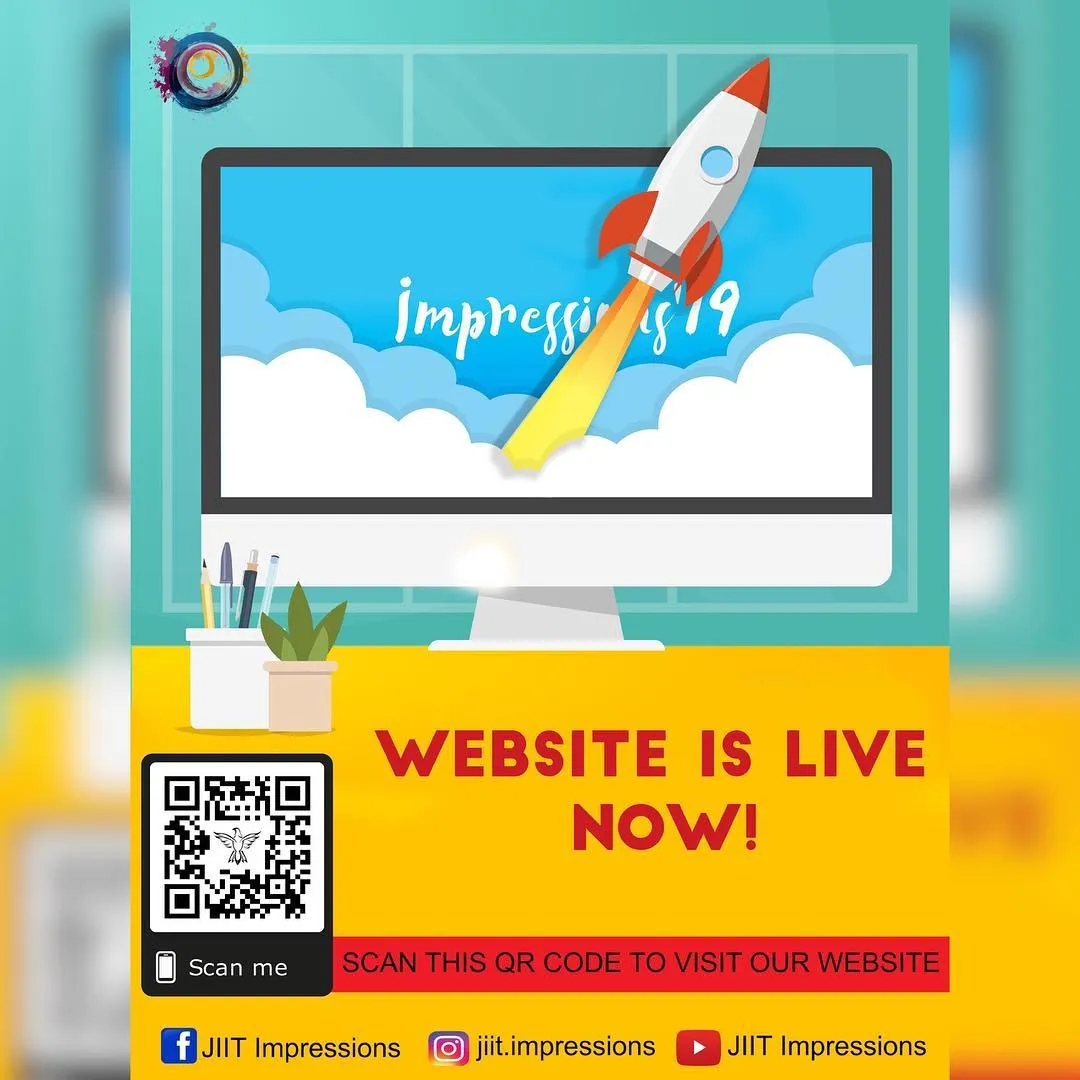 Impressions'19
WEBSITE IS LIVE
NOW!
Scan me
SCAN THIS QR CODE TO VISIT OUR WEBSITE
JIIT Impressions
jiit.impressions
JIIT Impressions